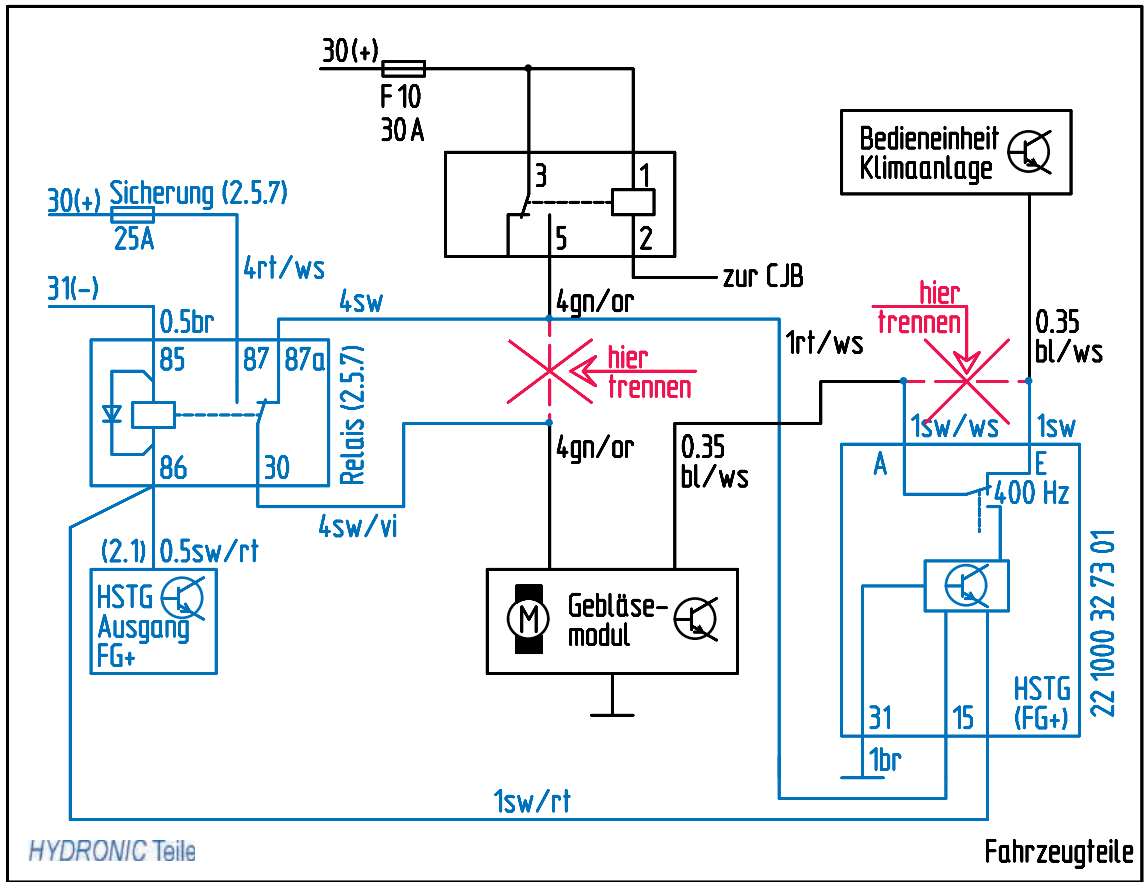 30(+)
F 10
30 A
Bedieneinheit
Klimaanlage
3
1
5
2
zur CJB
30(+)
Sicherung (2.5.7)
25A
4rt/ws
31(-)
0.5br
4sw
4gn/or
hier
trennen
1rt/ws
hier
trennen
0.35
bl/ws
85
87
87a
Relais (2.5.7)
86
30
4sw/vi
4gn/or
0.35
bl/ws
1sw/ws
1sw
A
E
400 Hz
(2.1)
0.5sw/rt
HSTG
Ausgang
FG+
M
Gebläse-
modul
HSTG
(FG+)
22 1000 32 73 01
31
15
1br
1sw/rt
HYDRONIC Teile
Fahrzeugteile